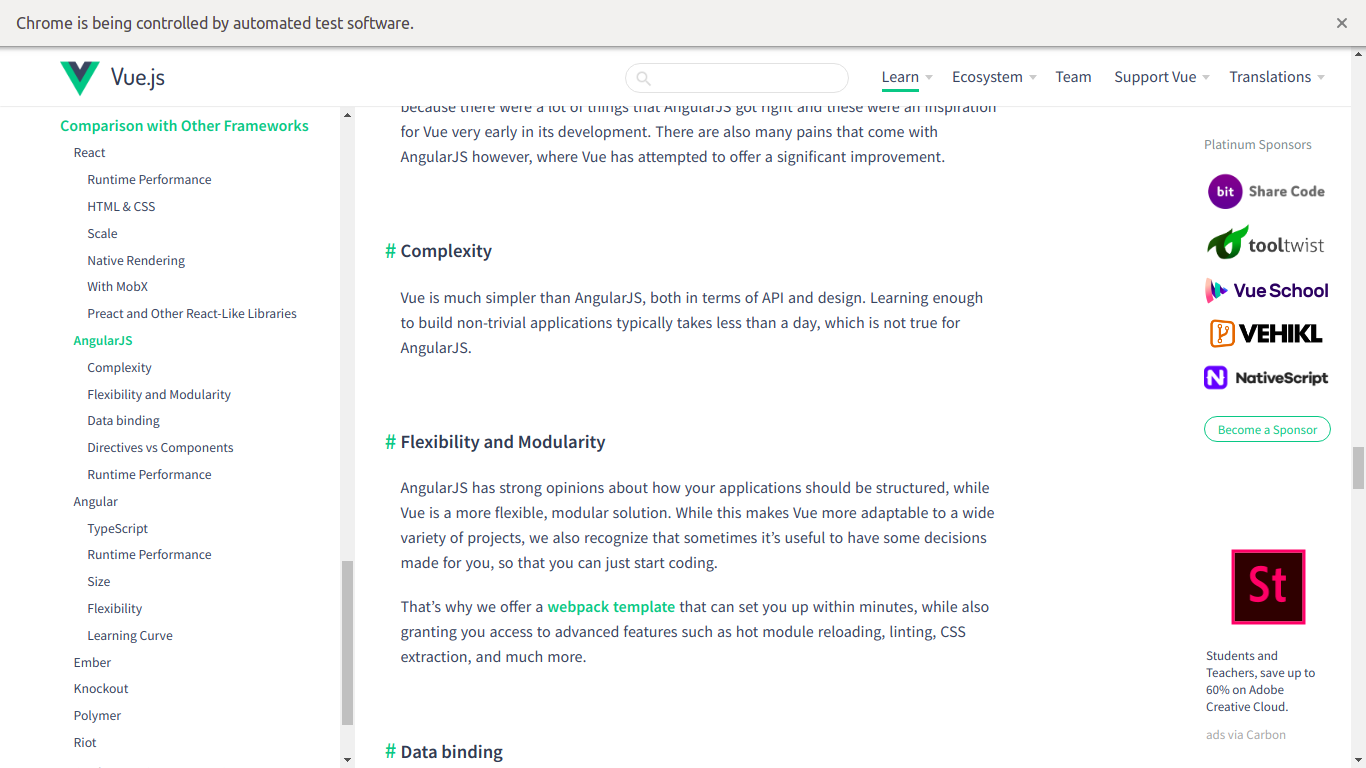 Chrome is being controlled by automated test software.
Vue.js
Learn
Ecosystem
Team
Support Vue
Translations
Comparison with Other Frameworks
React
Runtime Performance
HTML & CSS
Scale
Native Rendering
With MobX
Preact and Other React-Like Libraries
AngularJS
Complexity
Flexibility and Modularity
Data binding
Directives vs Components
Runtime Performance
Angular
TypeScript
Runtime Performance
Size
Flexibility
Learning Curve
Ember
Knockout
Polymer
Riot
because there were a lot of things that AngularJS got right and these were an inspiration
for Vue very early in its development. There are also many pains that come with
AngularJS however, where Vue has attempted to offer a significant improvement.
# Complexity
Vue is much simpler than AngularJS, both in terms of API and design. Learning enough
to build non-trivial applications typically takes less than a day, which is not true for
AngularJS.
# Flexibility and Modularity
AngularJS has strong opinions about how your applications should be structured, while
Vue is a more flexible, modular solution. While this makes Vue more adaptable to a wide
variety of projects, we also recognize that sometimes it’s useful to have some decisions
made for you, so that you can just start coding.
That’s why we offer a webpack template that can set you up within minutes, while also
granting you access to advanced features such as hot module reloading, linting, CSS
extraction, and much more.
# Data binding
Platinum Sponsors
bit Share Code
tooltwist
Vue School
VEHIKL
NativeScript
Become a Sponsor
St
Students and
Teachers, save up to
60% on Adobe
Creative Cloud.
ads via Carbon